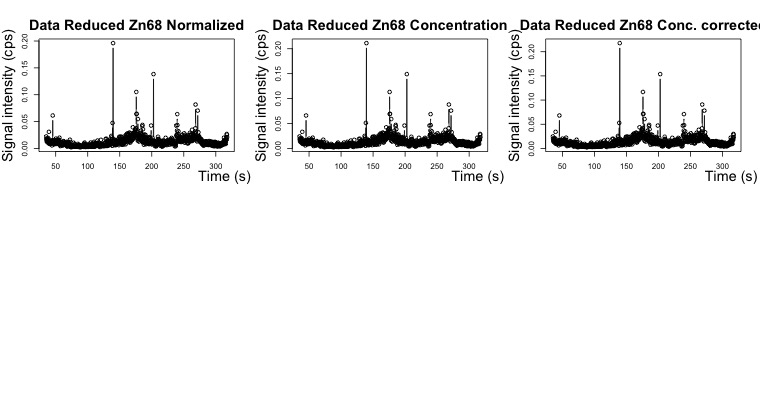 Data Reduced Zn68 Normalized
Signal intensity (cps)
0.00 0.05 0.10 0.15 0.20
50 100 150 200 250 300
Time (s)
Data Reduced Zn68 Concentration
Signal intensity (cps)
0.00 0.05 0.10 0.15 0.20
50 100 150 200 250 300
Time (s)
Data Reduced Zn68 Conc. corrected
Signal intensity (cps)
0.00 0.05 0.10 0.15 0.20
50 100 150 200 250 300
Time (s)